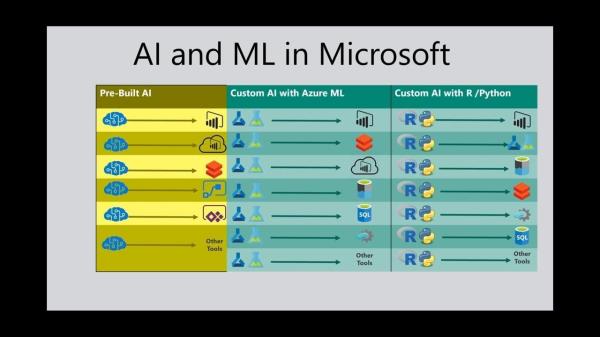 AI and ML in Microsoft
Pre-Built AI
Custom AI with Azure ML
Custom AI with R /Python
R
R
R
R
SQL
R
Other
Tools
R
SQL
Other
Tools
R
Other
Tools